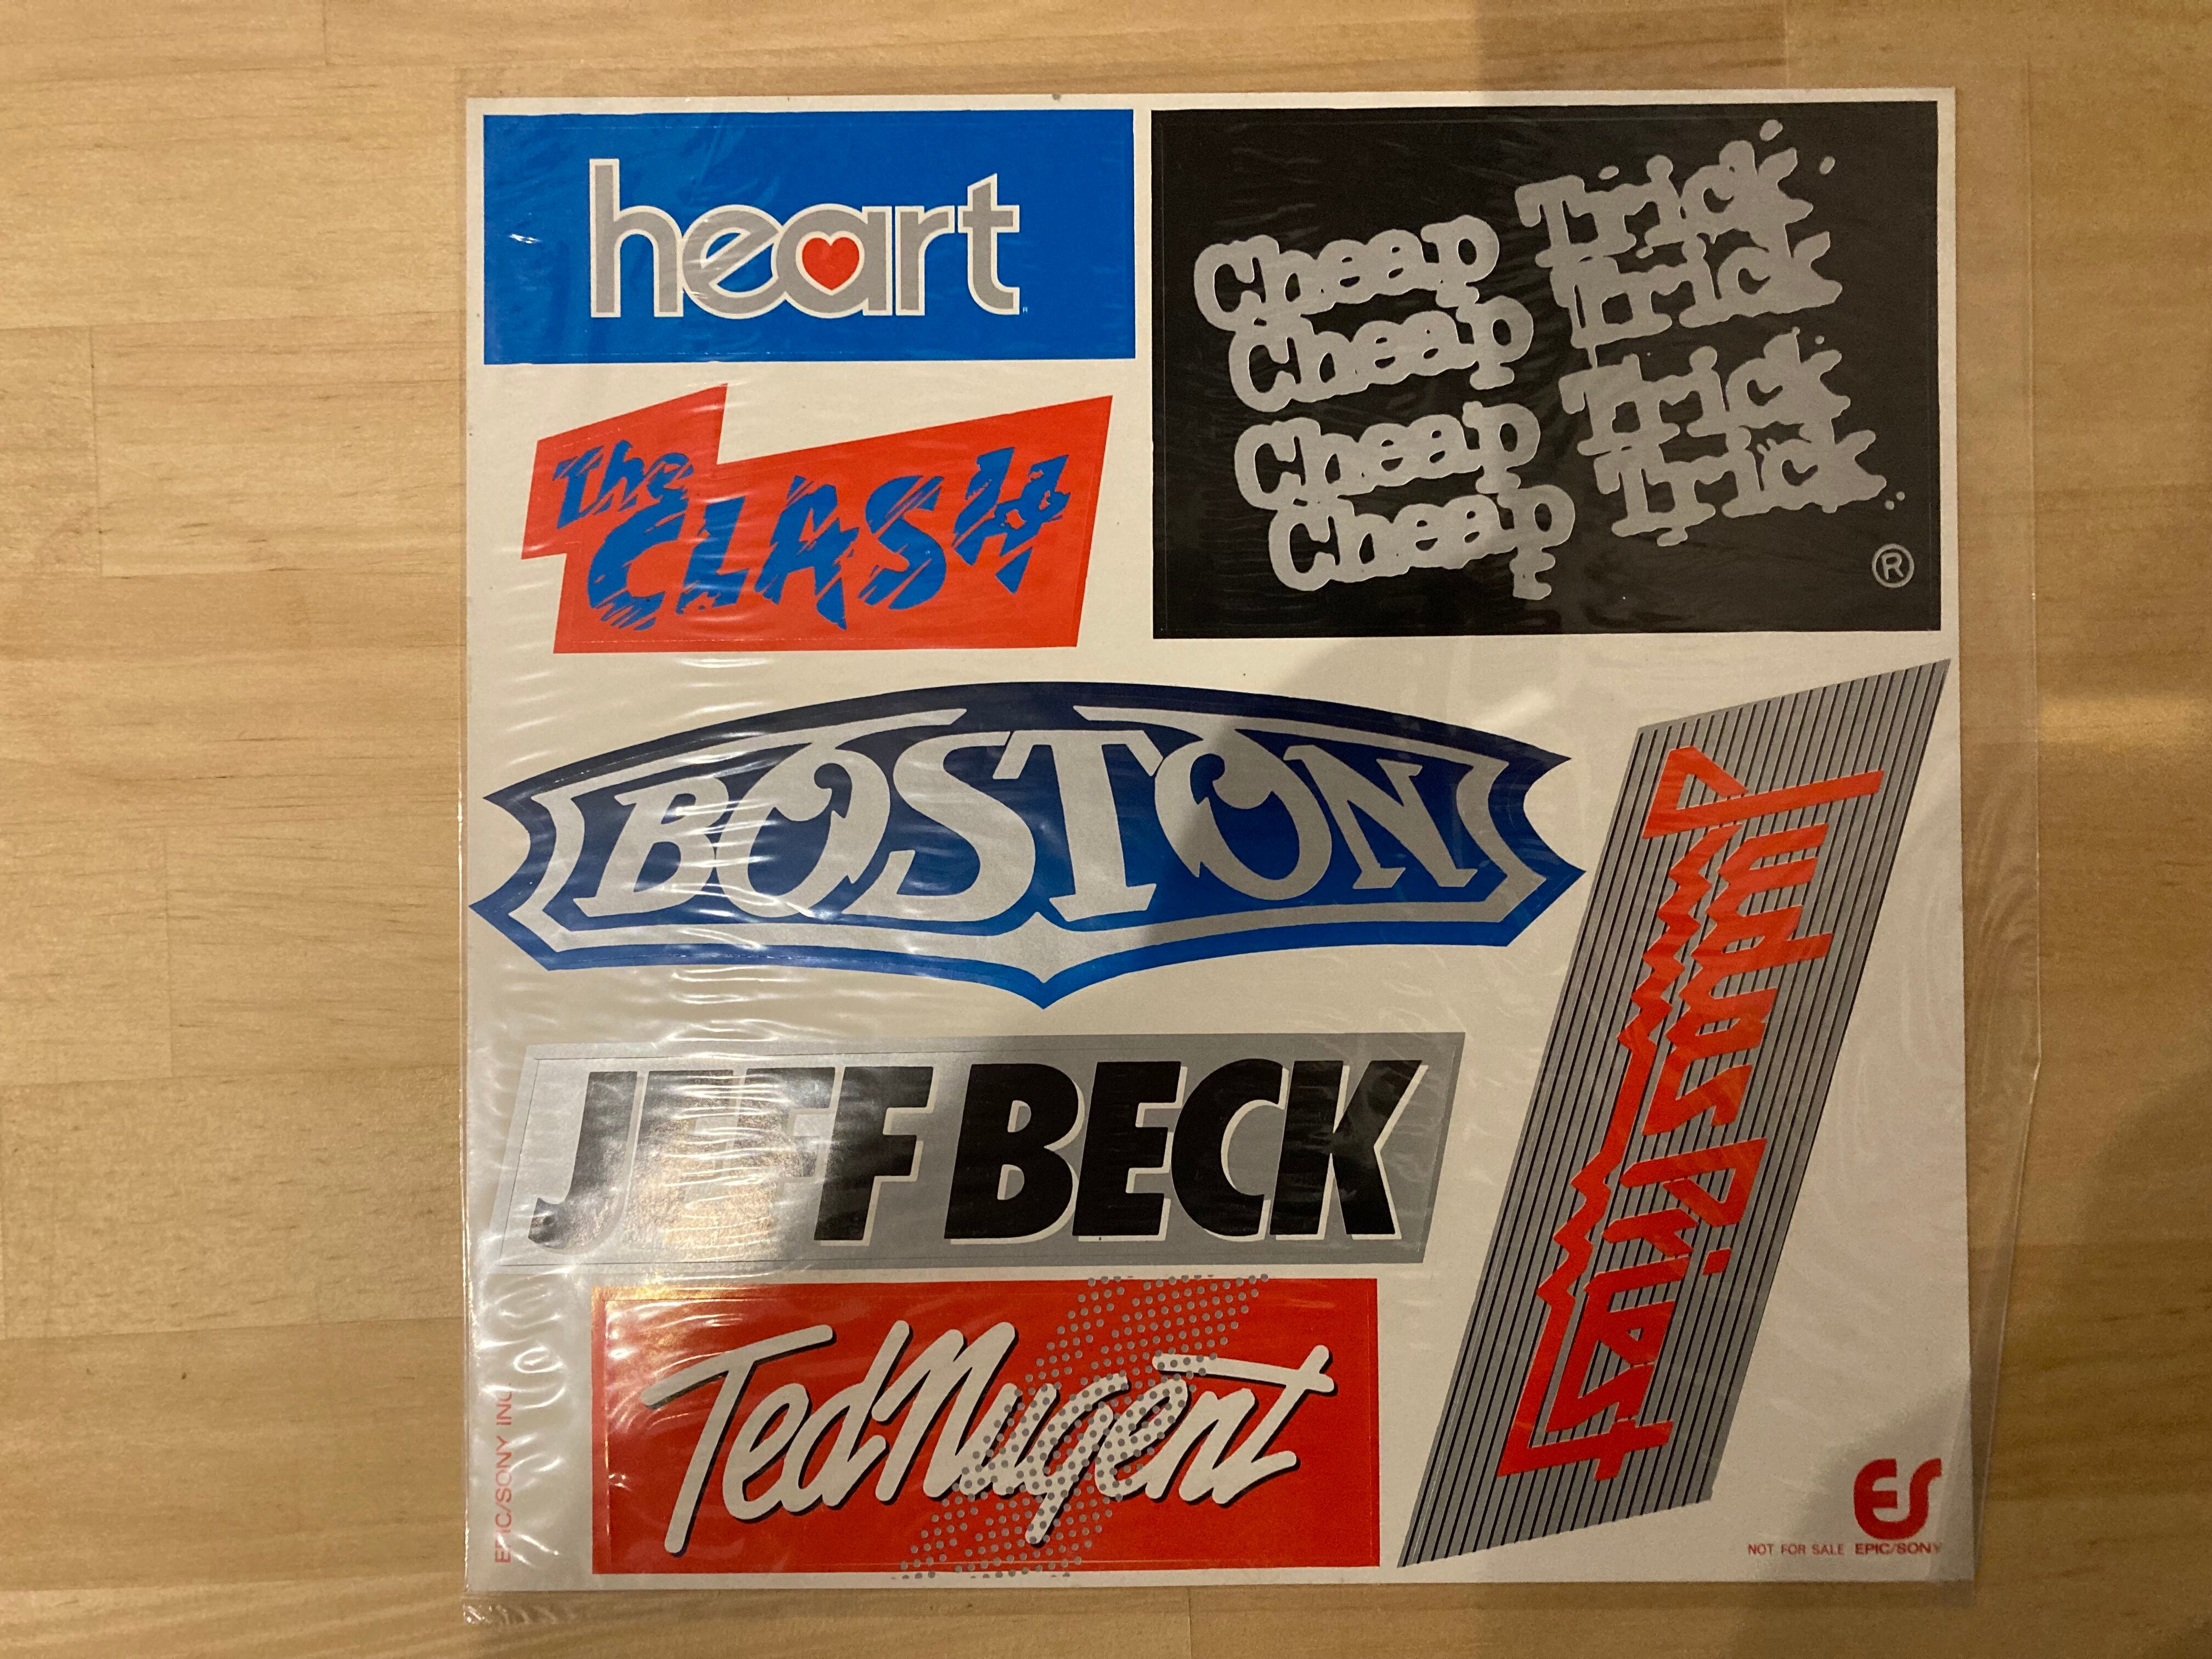 heart
Cheap Trick
Cheap Trick
Cheap Trick
Cheap Trick
®
The
CLASH
BOSTON
Judas Priest
JEFF BECK
Ted Nugent
EPIC/SONY INC
ES
NOT FOR SALE EPIC/SONY